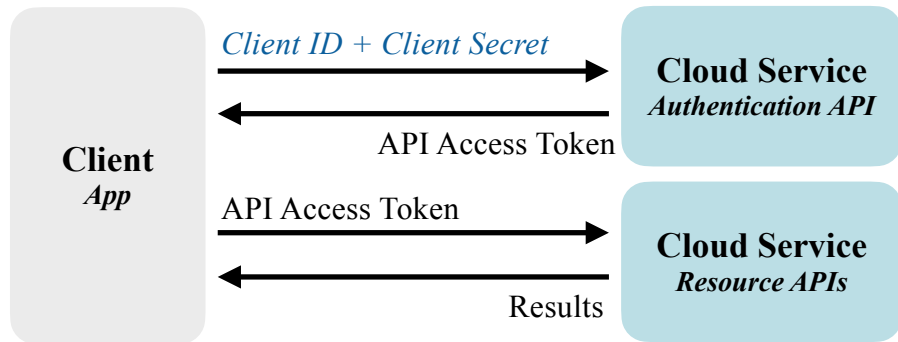 Client
App
Client ID + Client Secret
API Access Token
Cloud Service
Authentication API
API Access Token
Results
Cloud Service
Resource APIs